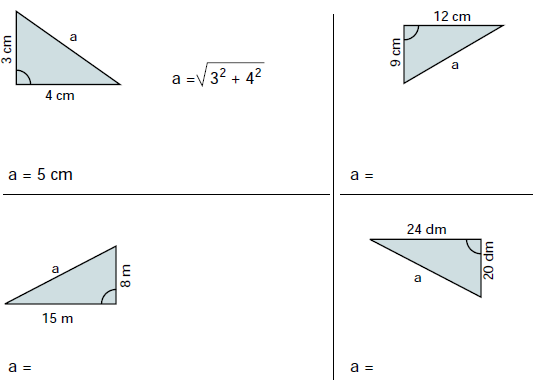 3 cm
a
4 cm
a = √3² + 4²
a = 5 cm
12 cm
9 cm
a
a =
a
8 m
15 m
a =
24 dm
20 dm
a
a =